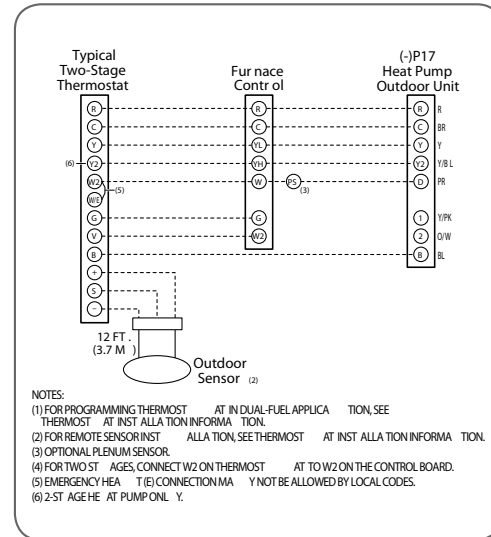 Typical
Two-Stage
Thermostat
Fur nace
Contr ol
(-)P17
Heat Pump
Outdoor Unit
R R R R
C C C BR
Y YL Y Y
(6) Y2 YH Y2 Y/B L
W2 W PS D PR
(5) (3)
W/E
G G 1 Y/PK
V W2 2 O/W
B B BL
+
S
–
12 FT .
(3.7 M )
Outdoor
Sensor (2)
NOTES:
(1) FOR PROGRAMMING THERMOST AT IN DUAL-FUEL APPLICA TION, SEE
THERMOST AT INST ALLA TION INFORMA TION.
(2) FOR REMOTE SENSOR INST ALLA TION, SEE THERMOST AT INST ALLA TION INFORMA TION.
(3) OPTIONAL PLENUM SENSOR.
(4) FOR TWO ST AGES, CONNECT W2 ON THERMOST AT TO W2 ON THE CONTROL BOARD.
(5) EMERGENCY HEA T (E) CONNECTION MA Y NOT BE ALLOWED BY LOCAL CODES.
(6) 2-ST AGE HE AT PUMP ONL Y.